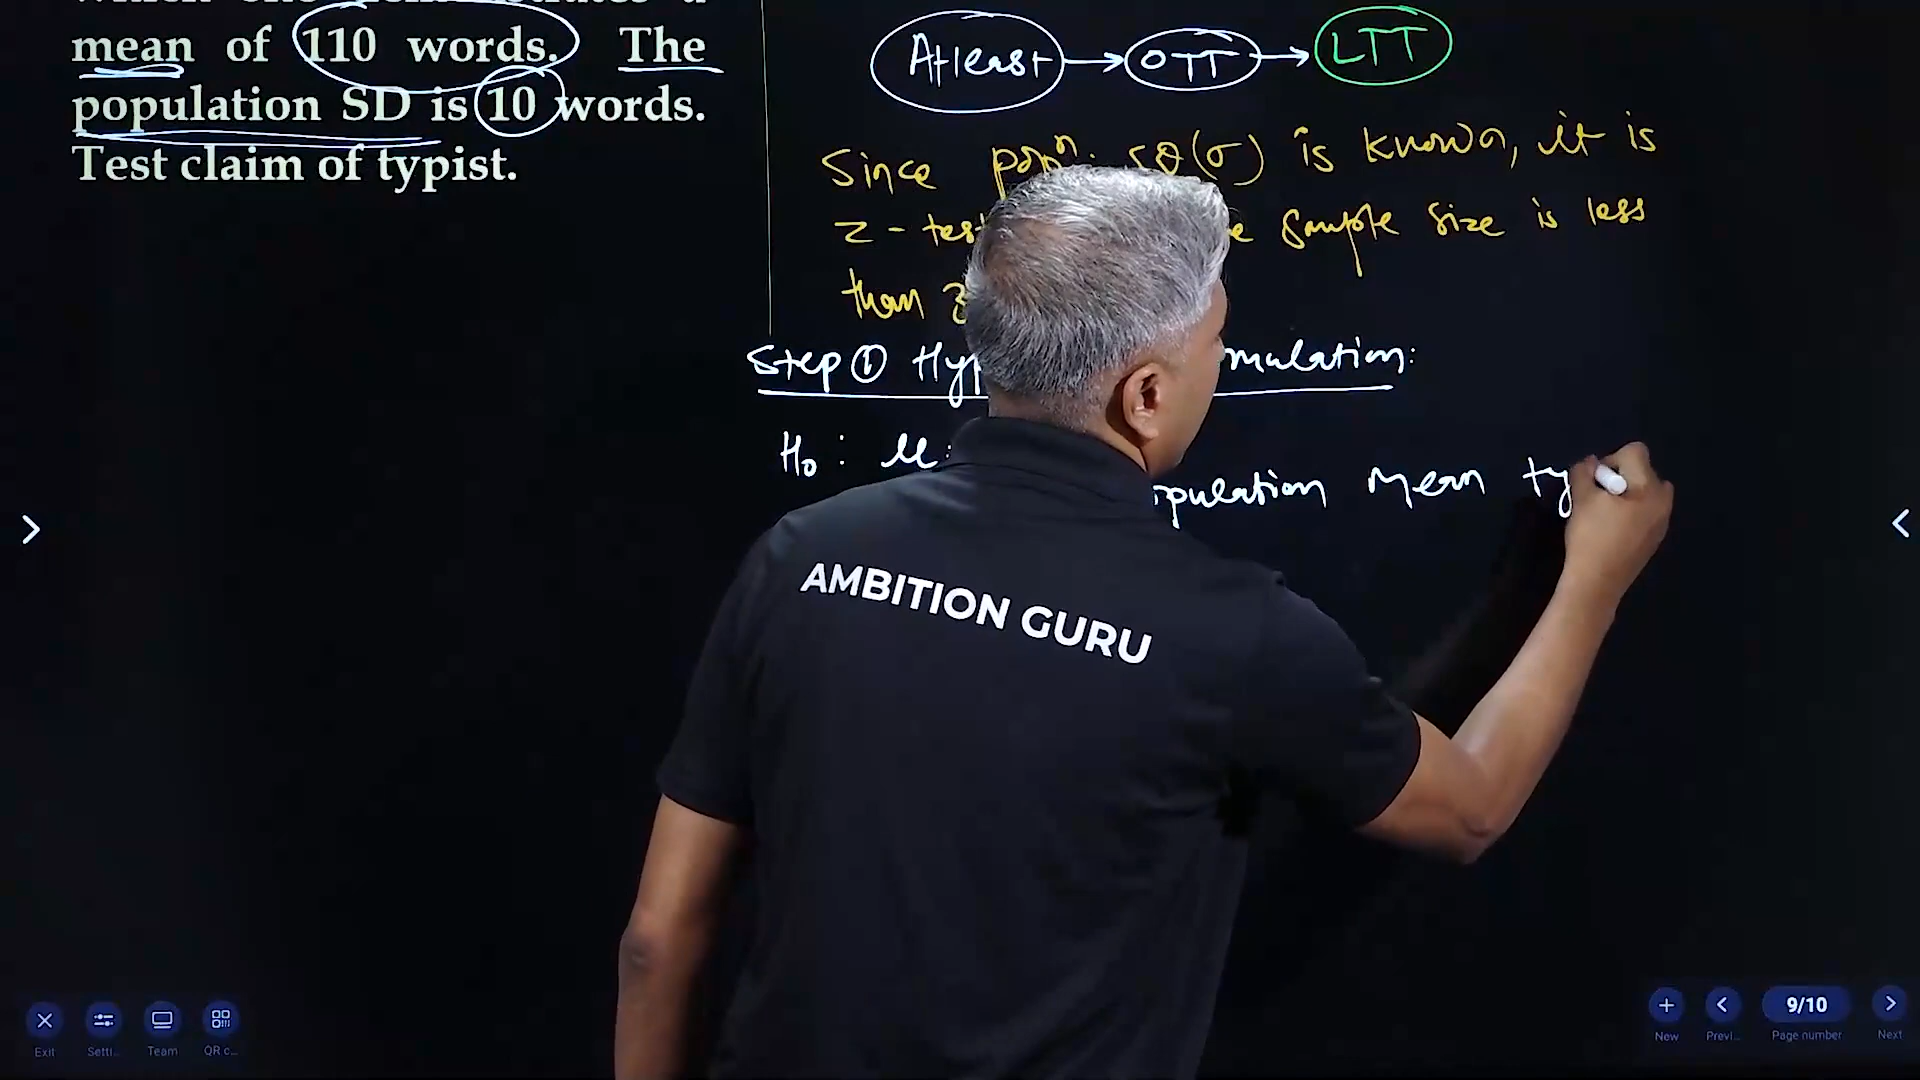 mean of 110 words. The
population SD is 10 words.
Test claim of typist.
Atleast → OTT → LTT
Since popⁿ. SD(σ) is known, it is
z - test sample size is less
than
Step ① mulation:
H₀ : μ
pulation mean ty
AMBITION GURU
Exit
Setti...
Team
QR c...
New
Previ...
9/10
Page number
Next